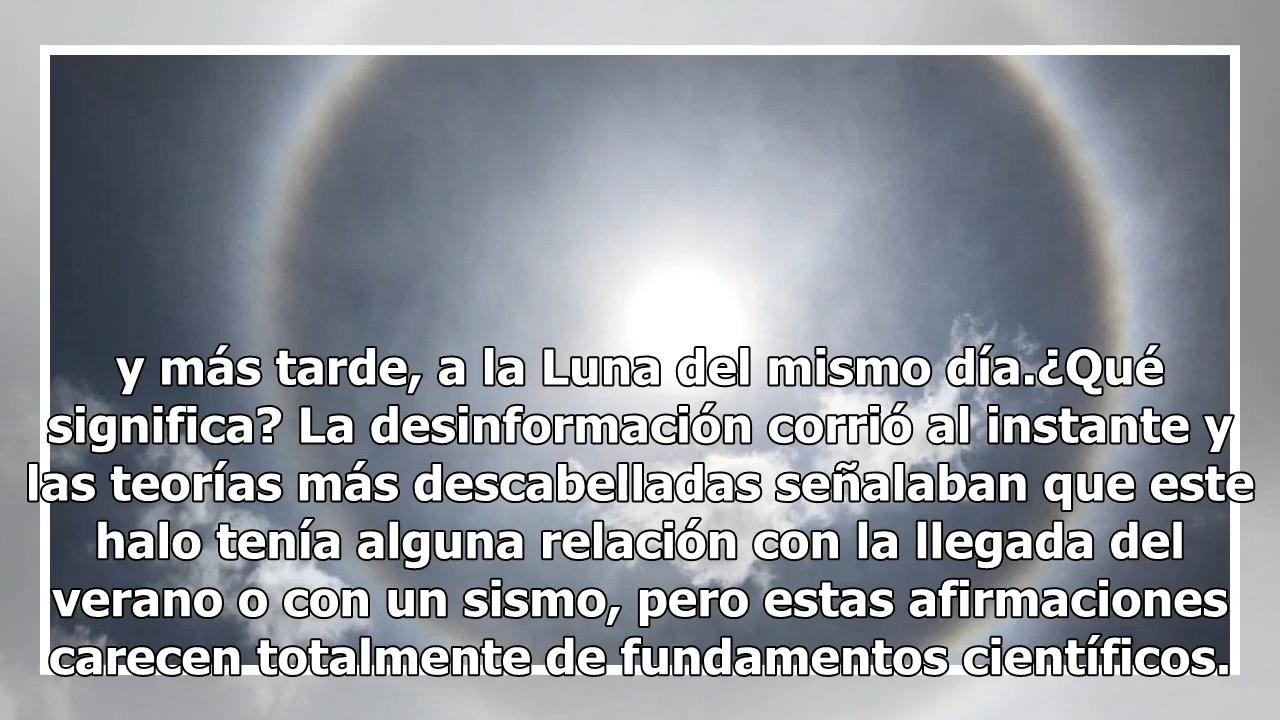 y más tarde, a la Luna del mismo día.¿Qué
significa? La desinformación corrió al instante y
las teorías más descabelladas señalaban que este
halo tenía alguna relación con la llegada del
verano o con un sismo, pero estas afirmaciones
carecen totalmente de fundamentos científicos.